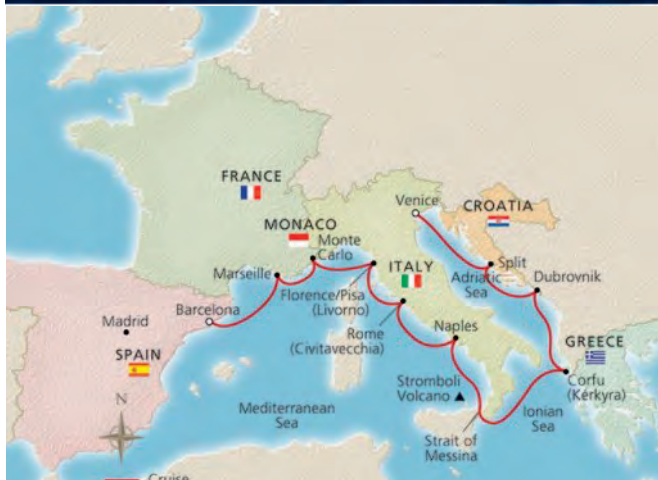 FRANCE
MONACO
Monte
Carlo
Marseille
Barcelona
Madrid
SPAIN
N
Venice
CROATIA
Split
Adriatic
Sea
Dubrovnik
ITALY
Florence/Pisa
(Livorno)
Rome
(Civitavecchia)
Naples
GREECE
Corfu
(Kérkyra)
Stromboli
Volcano
Ionian
Sea
Mediterranean
Sea
Strait of
Messina
Cruise